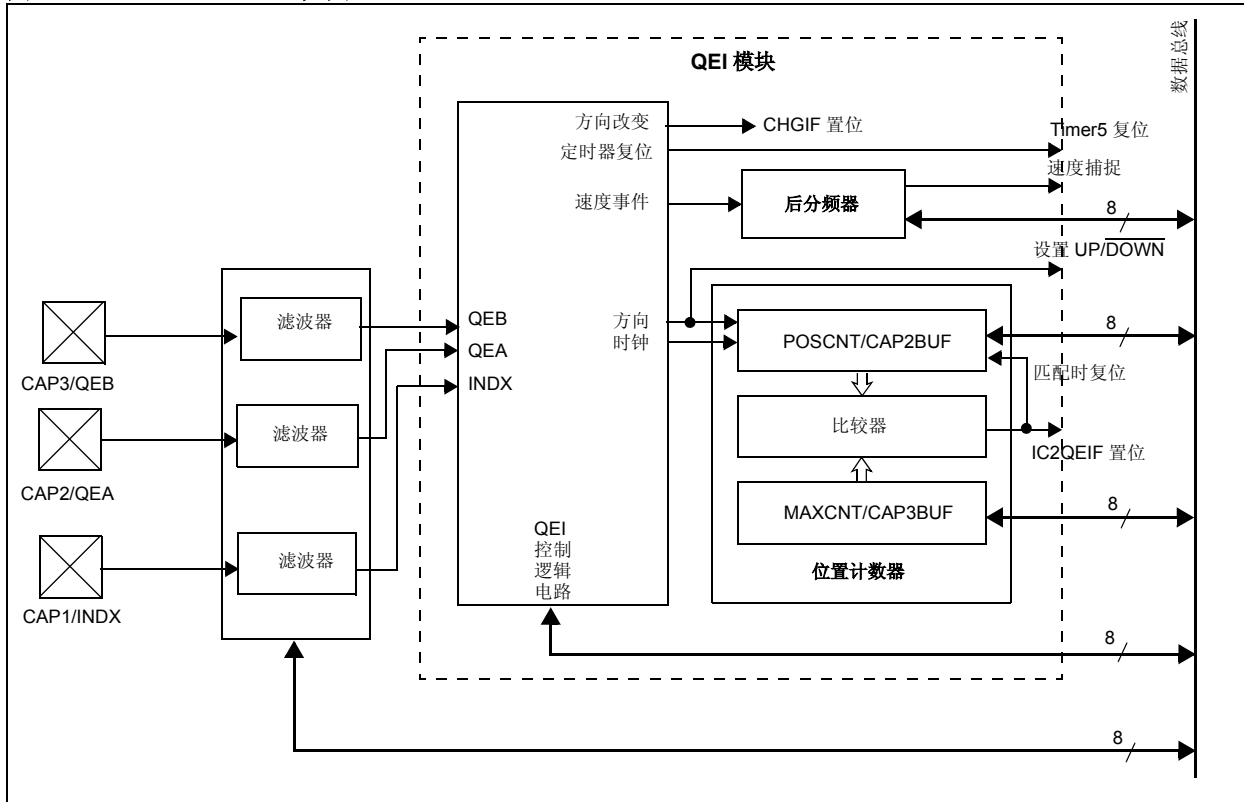 QEI 模块
数据总线
方向改变
CHGIF 置位
定时器复位
Timer5 复位
速度捕捉
速度事件
后分频器
8
设置 UP/DOWN
滤波器
QEB
方向
时钟
POSCNT/CAP2BUF
8
QEA
CAP3/QEB
匹配时复位
INDX
滤波器
比较器
IC2QEIF 置位
CAP2/QEA
MAXCNT/CAP3BUF
8
QEI
控制
逻辑
电路
滤波器
位置计数器
CAP1/INDX
8
8